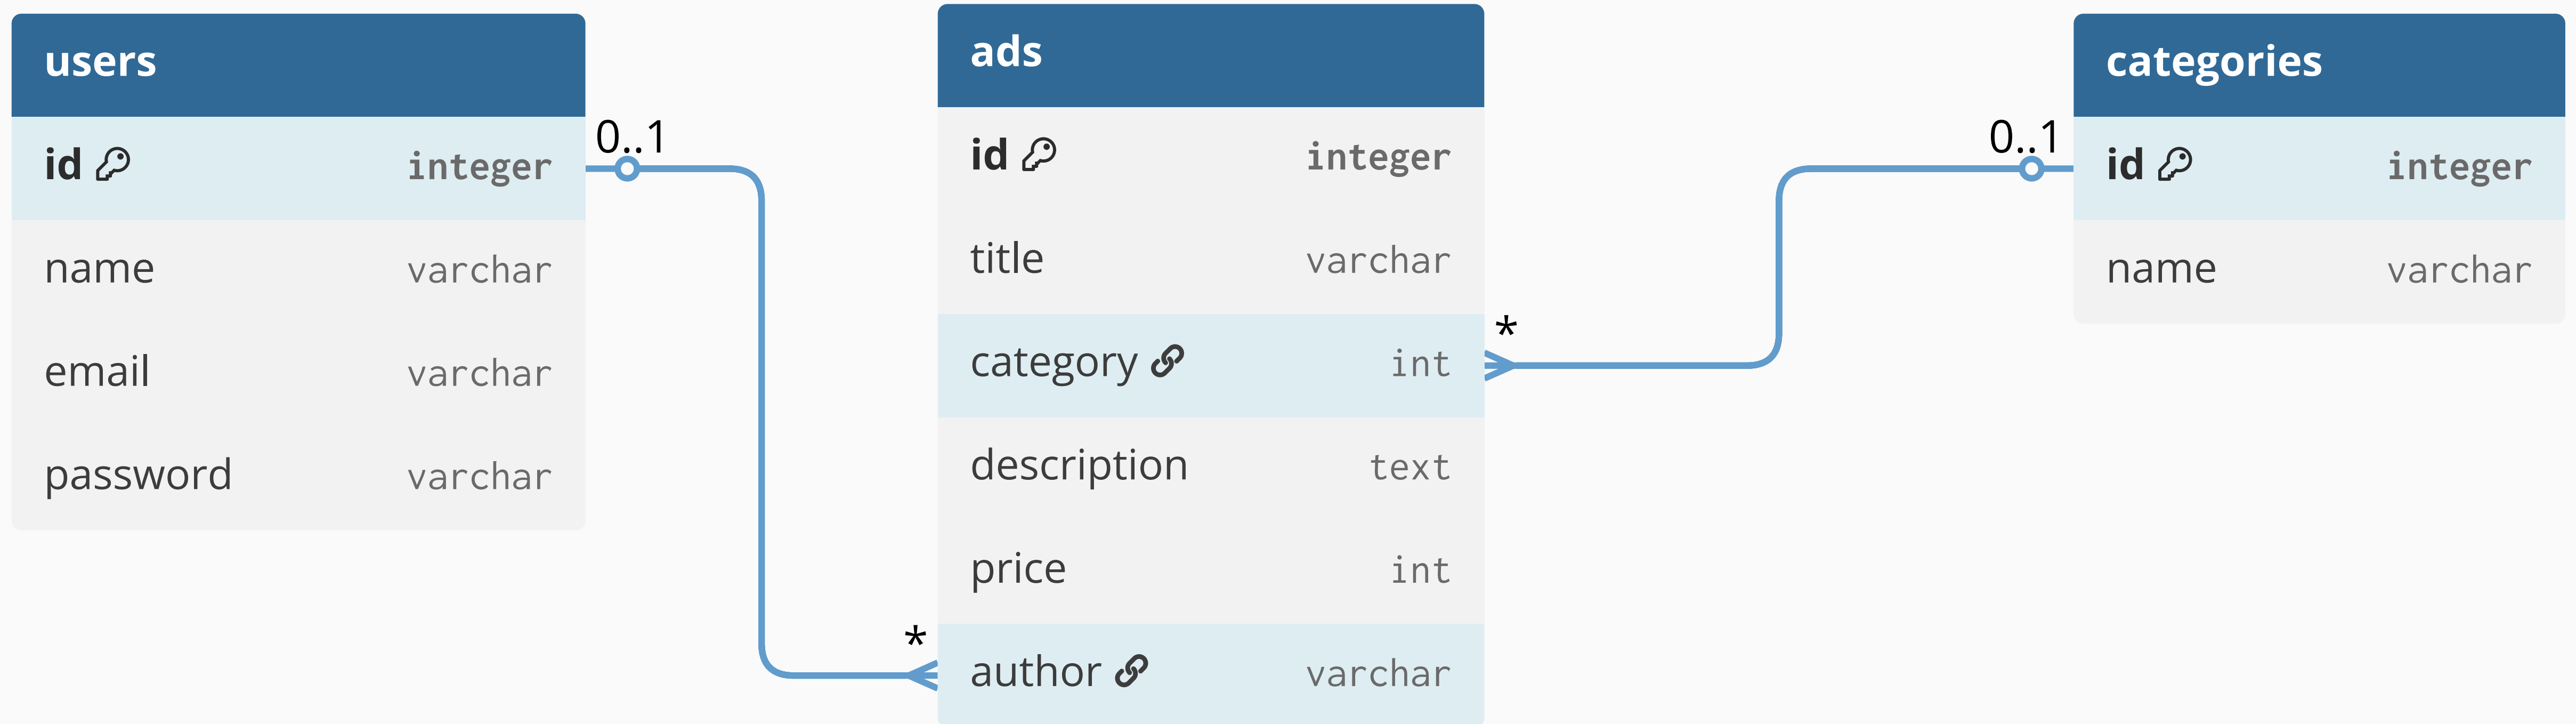 users
id integer
name varchar
email varchar
password varchar
0..1
*
ads
id integer
title varchar
category int
description text
price int
author varchar
*
0..1
categories
id integer
name varchar